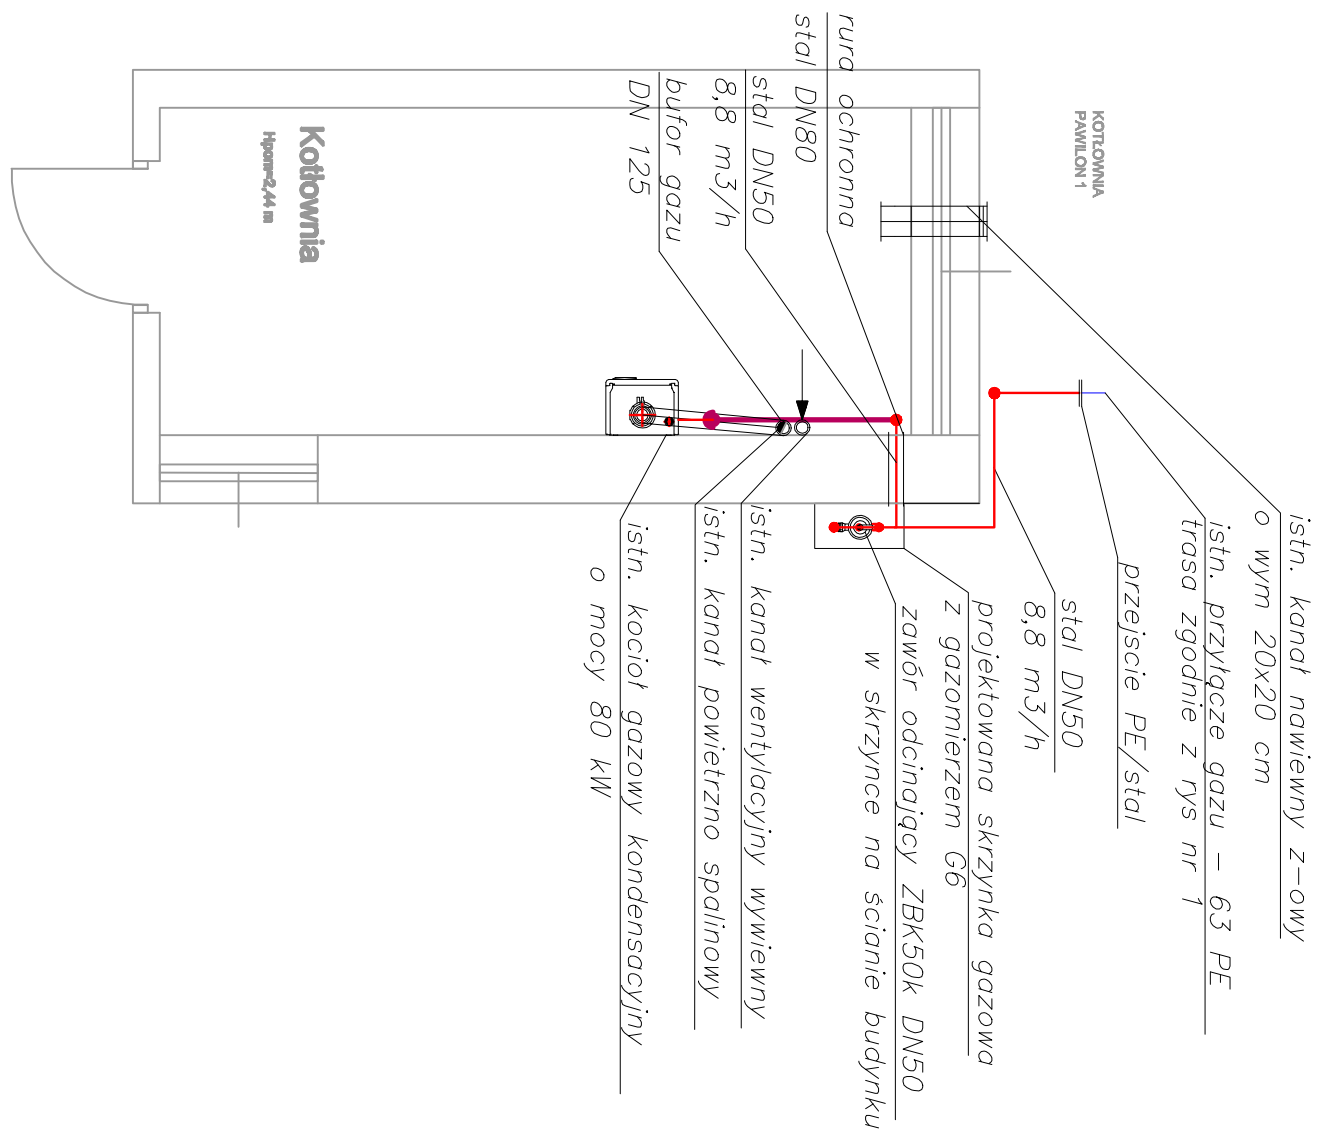 KOTŁOWNIA
PAWILON 1
rura ochronna
stal DN80
stal DN50
8,8 m3/h
bufor gazu
DN 125
Kotłownia
Hpom=2,44 m
istn. kanał nawiewny z-owy
o wym 20x20 cm
istn. przyłącze gazu - 63 PE
trasa zgodnie z rys nr 1
przejscie PE/stal
stal DN50
8,8 m3/h
projektowana skrzynka gazowa
z gazomierzem G6
zawór odcinający ZBK50k DN50
w skrzynce na ścianie budynku
istn. kanał wentylacyjny wywiewny
istn. kanał powietrzno spalinowy
istn. kocioł gazowy kondensacyjny
o mocy 80 kW